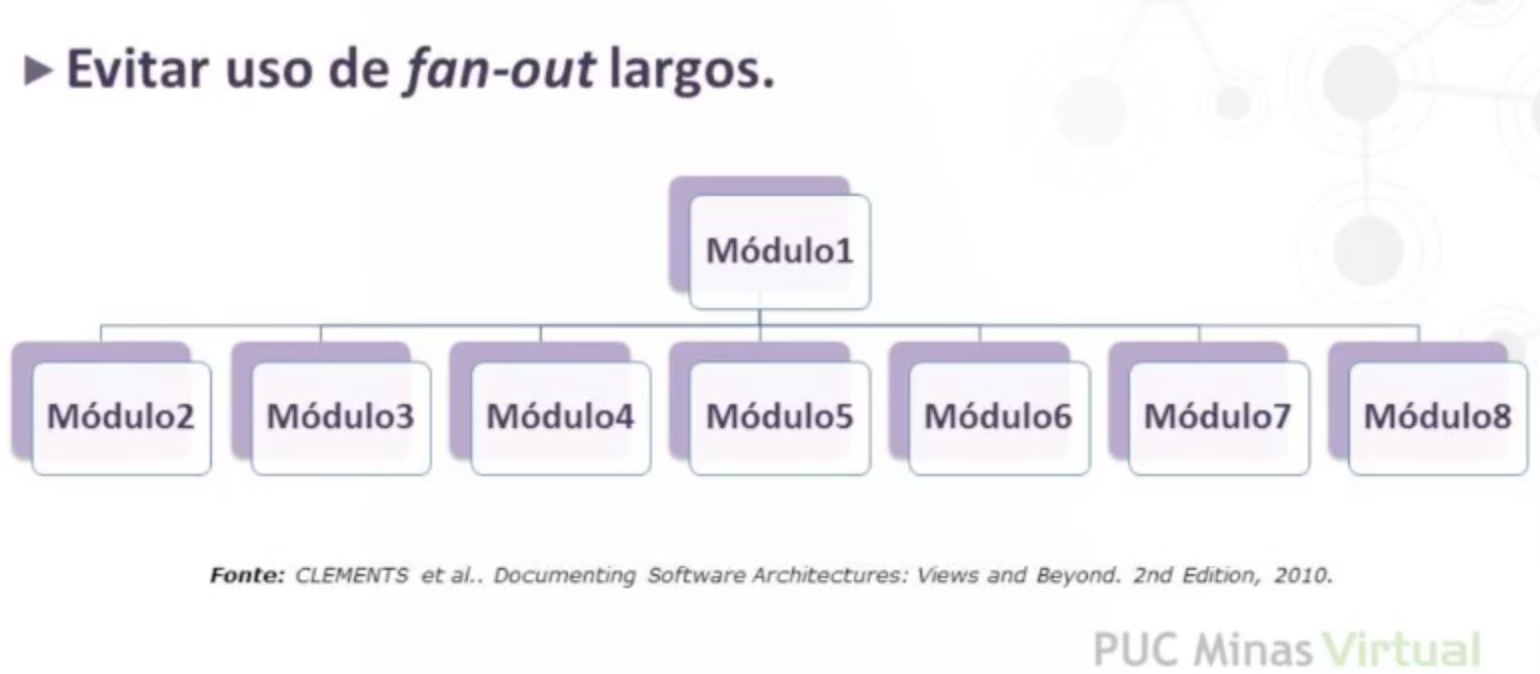 Evitar uso de fan-out largos.
Módulo1
Módulo2 Módulo3 Módulo4 Módulo5 Módulo6 Módulo7 Módulo8
Fonte: CLEMENTS et al.. Documenting Software Architectures: Views and Beyond. 2nd Edition, 2010.
PUC Minas Virtual